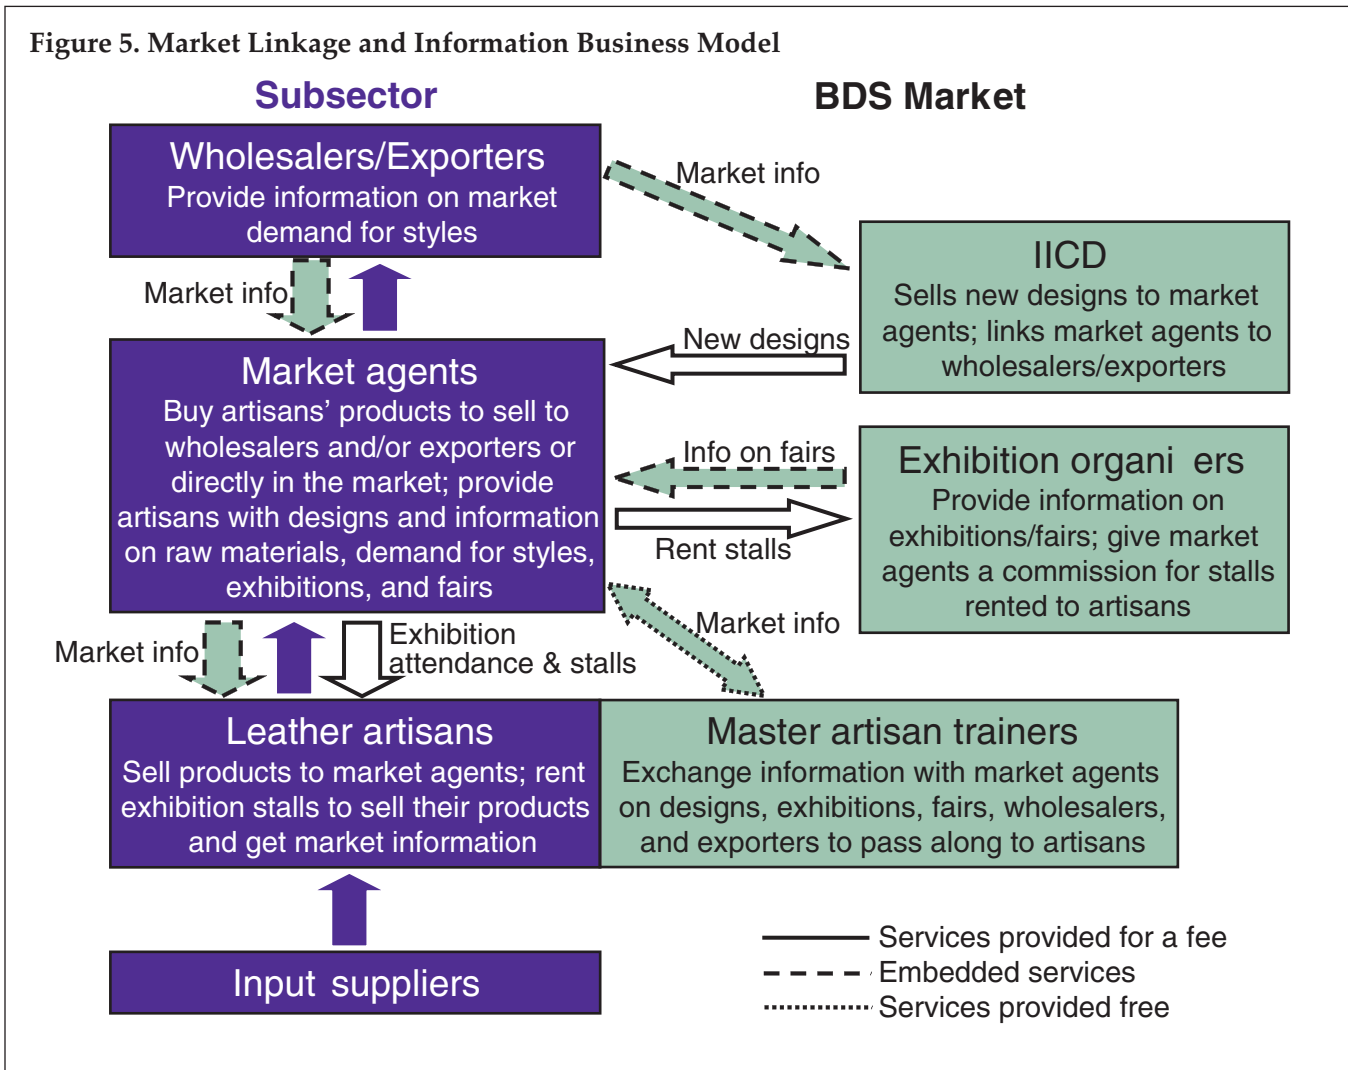 Figure 5. Market Linkage and Information Business Model
Subsector
BDS Market
Wholesalers/Exporters
Provide information on market
demand for styles
Market info
Market info
IICD
Sells new designs to market
agents; links market agents to
wholesalers/exporters
New designs
Market agents
Buy artisans’ products to sell to
wholesalers and/or exporters or
directly in the market; provide
artisans with designs and information
on raw materials, demand for styles,
exhibitions, and fairs
Info on fairs
Rent stalls
Exhibition organi ers
Provide information on
exhibitions/fairs; give market
agents a commission for stalls
rented to artisans
Market info
Market info
Exhibition
attendance & stalls
Leather artisans
Sell products to market agents; rent
exhibition stalls to sell their products
and get market information
Master artisan trainers
Exchange information with market agents
on designs, exhibitions, fairs, wholesalers,
and exporters to pass along to artisans
Input suppliers
Services provided for a fee
Embedded services
Services provided free